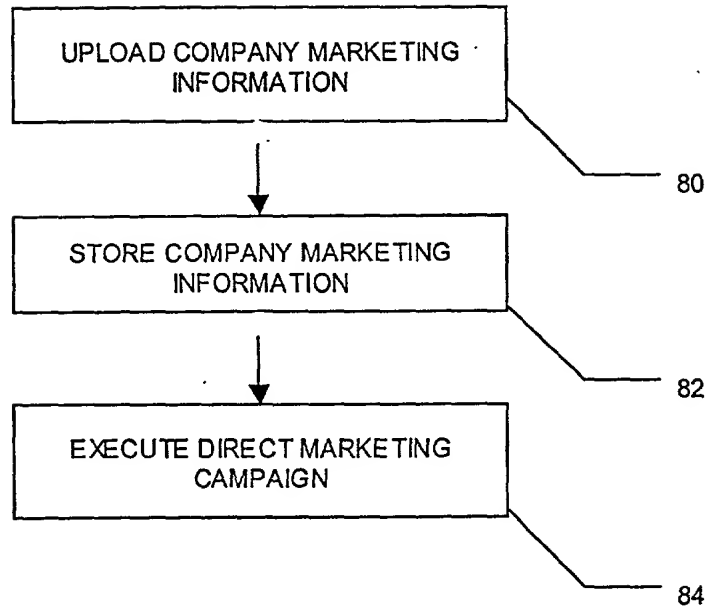 UPLOAD COMPANY MARKETING
INFORMATION
80
STORE COMPANY MARKETING
INFORMATION
82
EXECUTE DIRECT MARKETING
CAMPAIGN
84